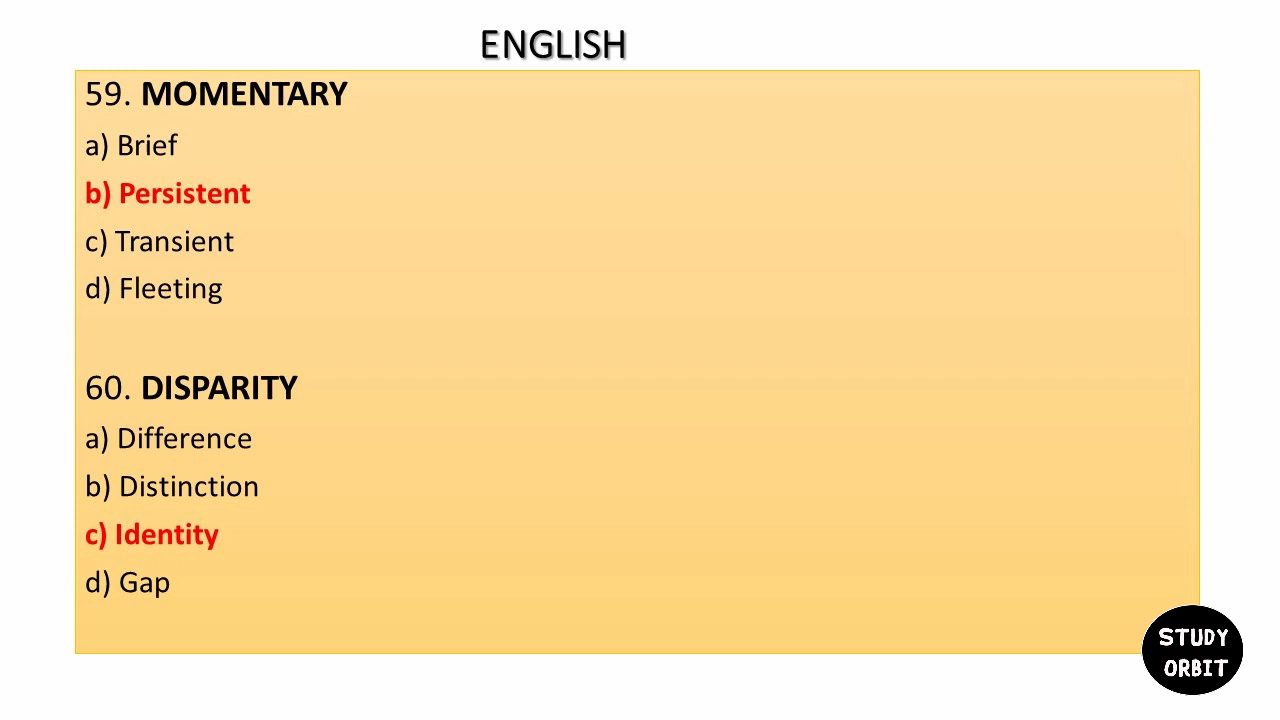 ENGLISH
59. MOMENTARY
a) Brief
b) Persistent
c) Transient
d) Fleeting
60. DISPARITY
a) Difference
b) Distinction
c) Identity
d) Gap
STUDY
ORBIT